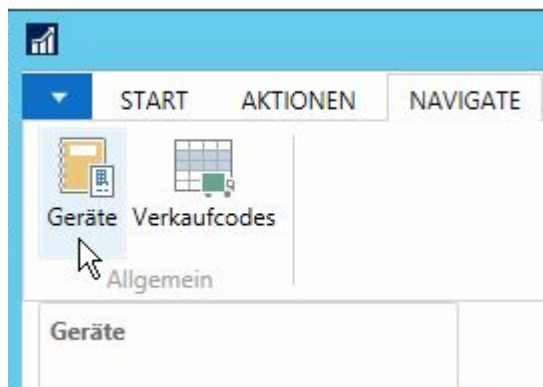 START AKTIONEN NAVIGATE
Geräte Verkaufcodes
Allgemein
Geräte